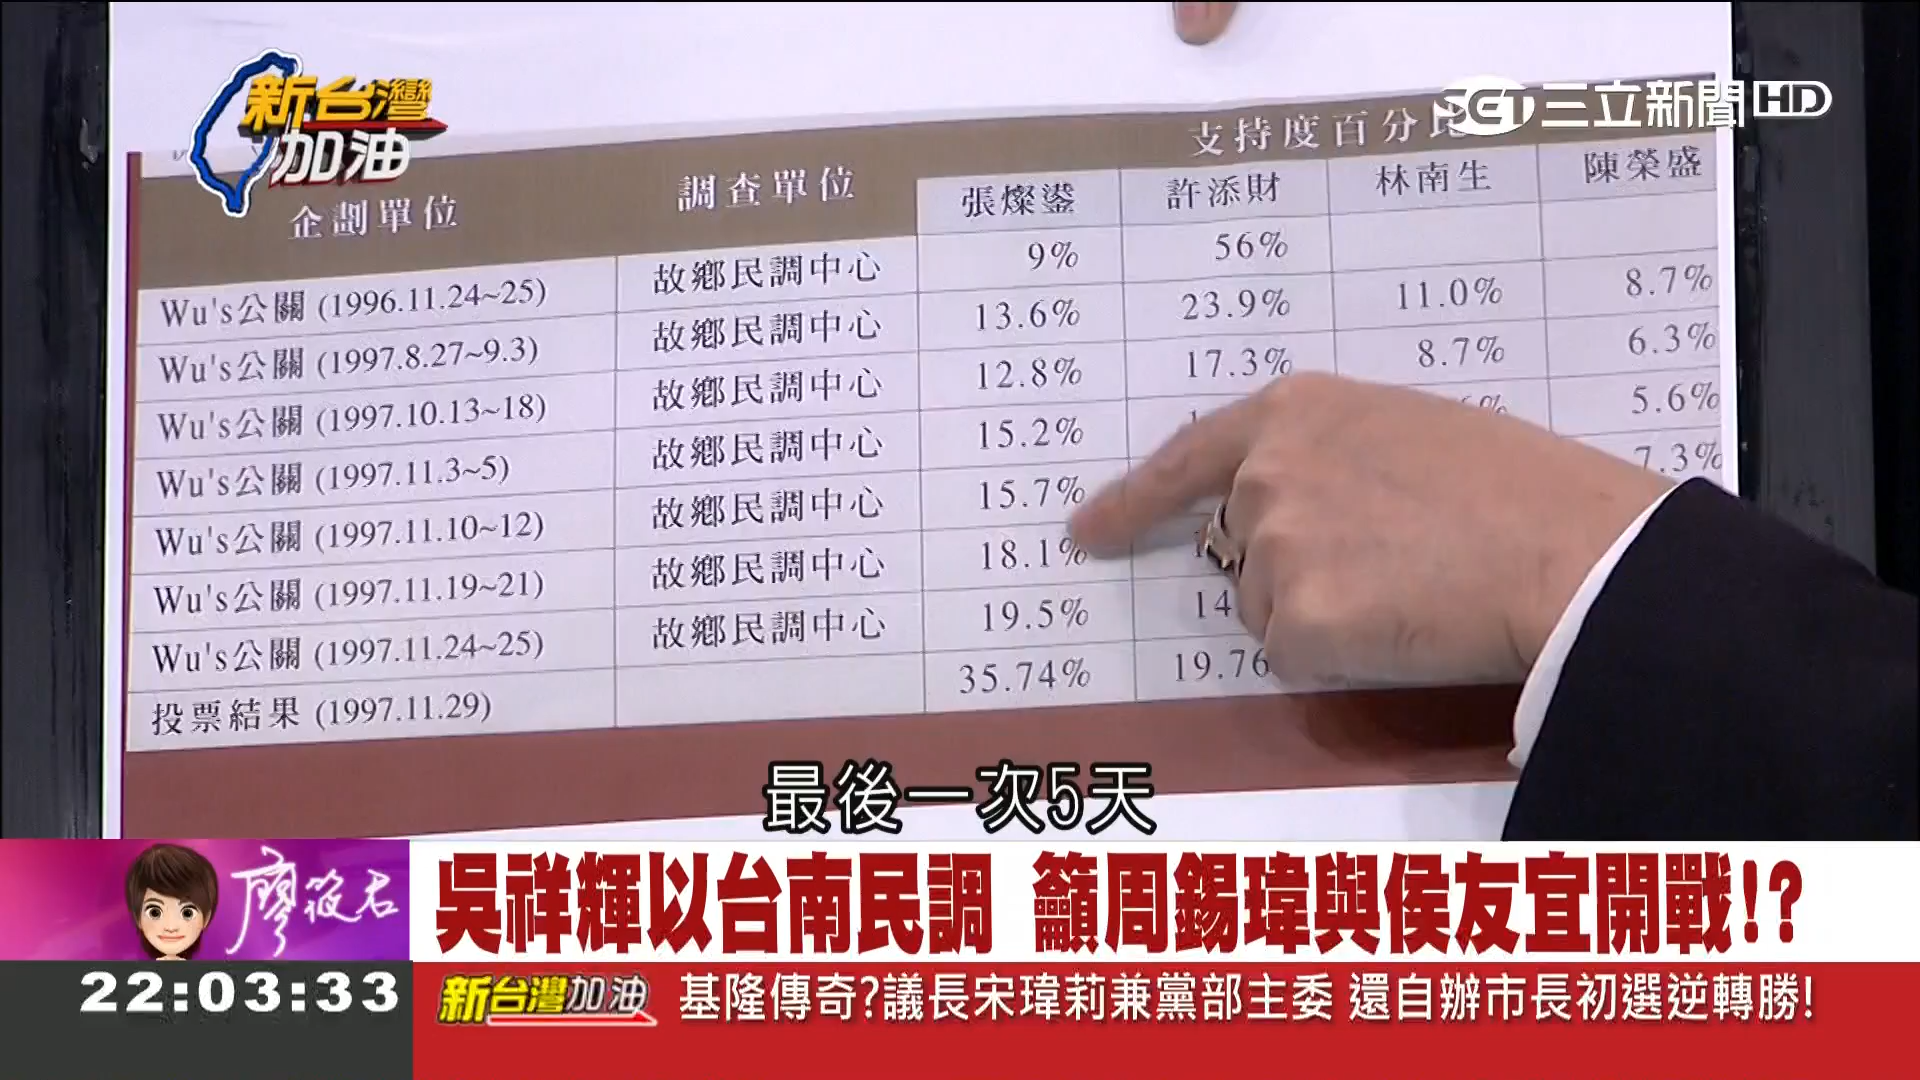 新台灣加油
SET三立新聞HD
支持度百分比
企劃單位 調查單位 張燦鍙 許添財 林南生 陳榮盛
Wu's公關 (1996.11.24~25) 故鄉民調中心 9% 56%
Wu's公關 (1997.8.27~9.3) 故鄉民調中心 13.6% 23.9% 11.0% 8.7%
Wu's公關 (1997.10.13~18) 故鄉民調中心 12.8% 17.3% 8.7% 6.3%
Wu's公關 (1997.11.3~5) 故鄉民調中心 15.2% 5.6%
Wu's公關 (1997.11.10~12) 故鄉民調中心 15.7% 7.3%
Wu's公關 (1997.11.19~21) 故鄉民調中心 18.1%
Wu's公關 (1997.11.24~25) 故鄉民調中心 19.5% 14
投票結果 (1997.11.29) 35.74% 19.76
最後一次5天
廖筱君
吳祥輝以台南民調 籲周錫瑋與侯友宜開戰!?
22:03:33
新台灣加油
基隆傳奇?議長宋瑋莉兼黨部主委 還自辦市長初選逆轉勝!